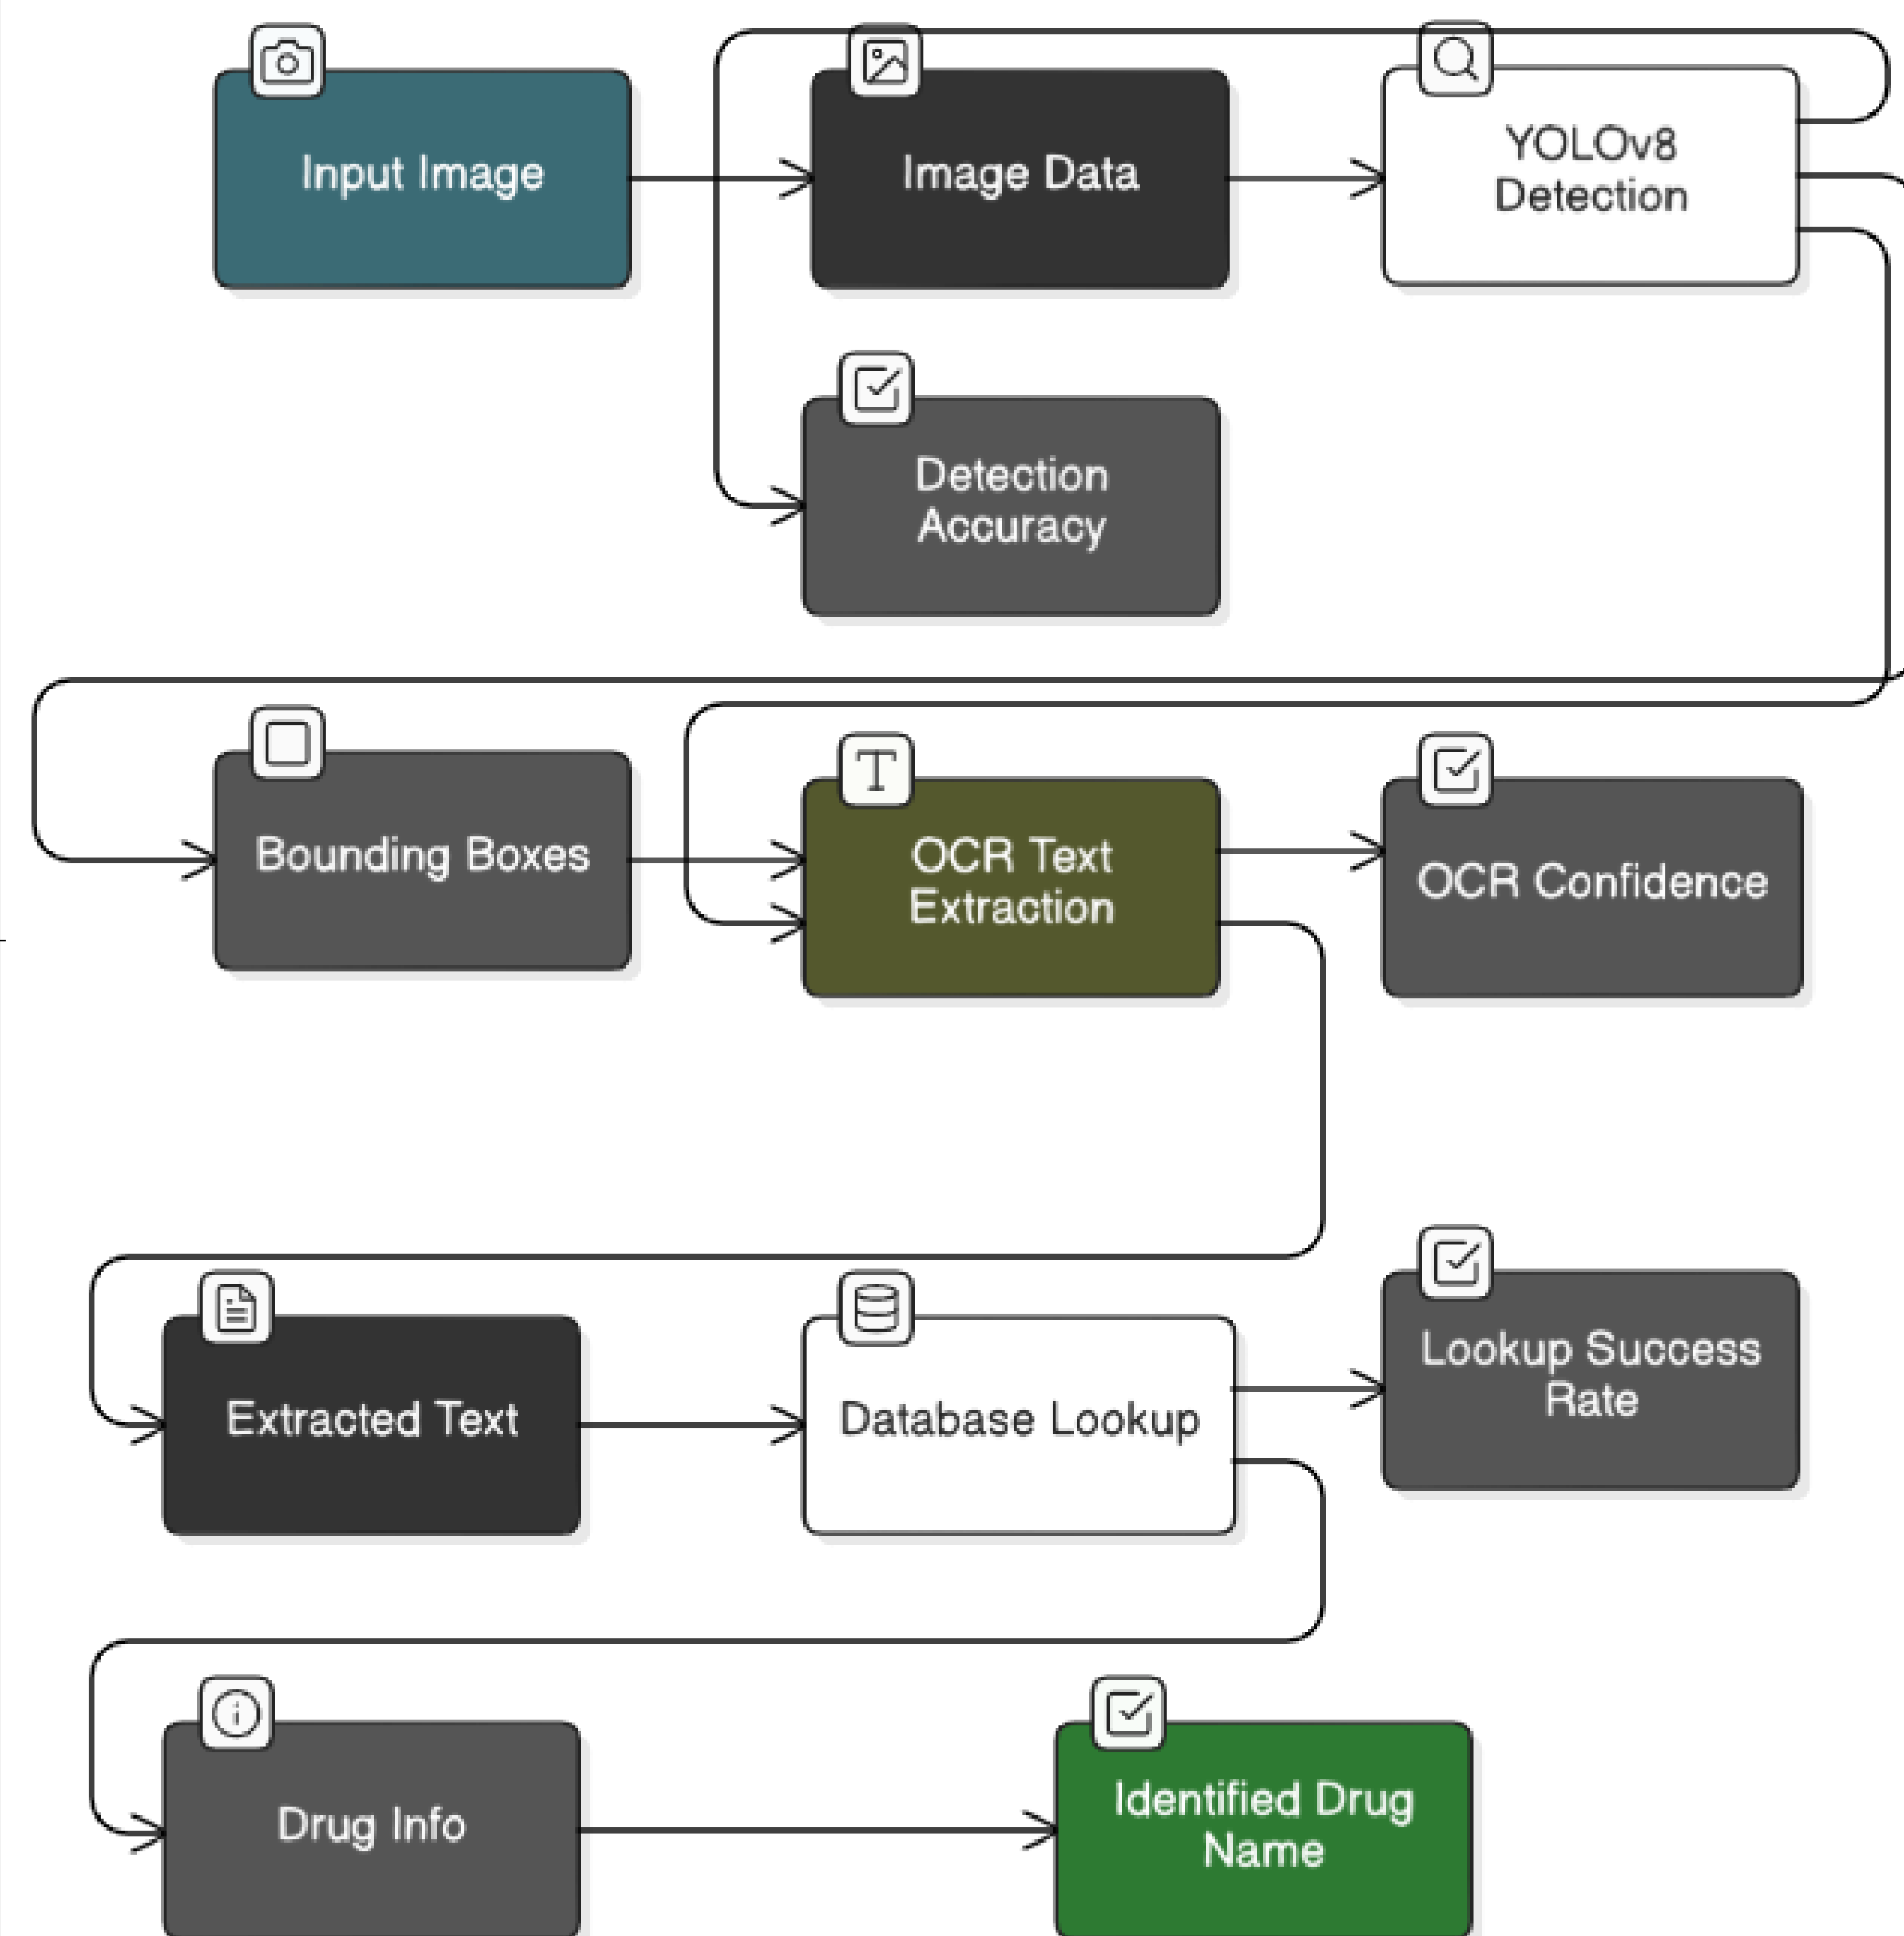 Input Image
Image Data
YOLOv8
Detection
Detection
Accuracy
Bounding Boxes
OCR Text
Extraction
OCR Confidence
Extracted Text
Database Lookup
Lookup Success
Rate
Drug Info
Identified Drug
Name